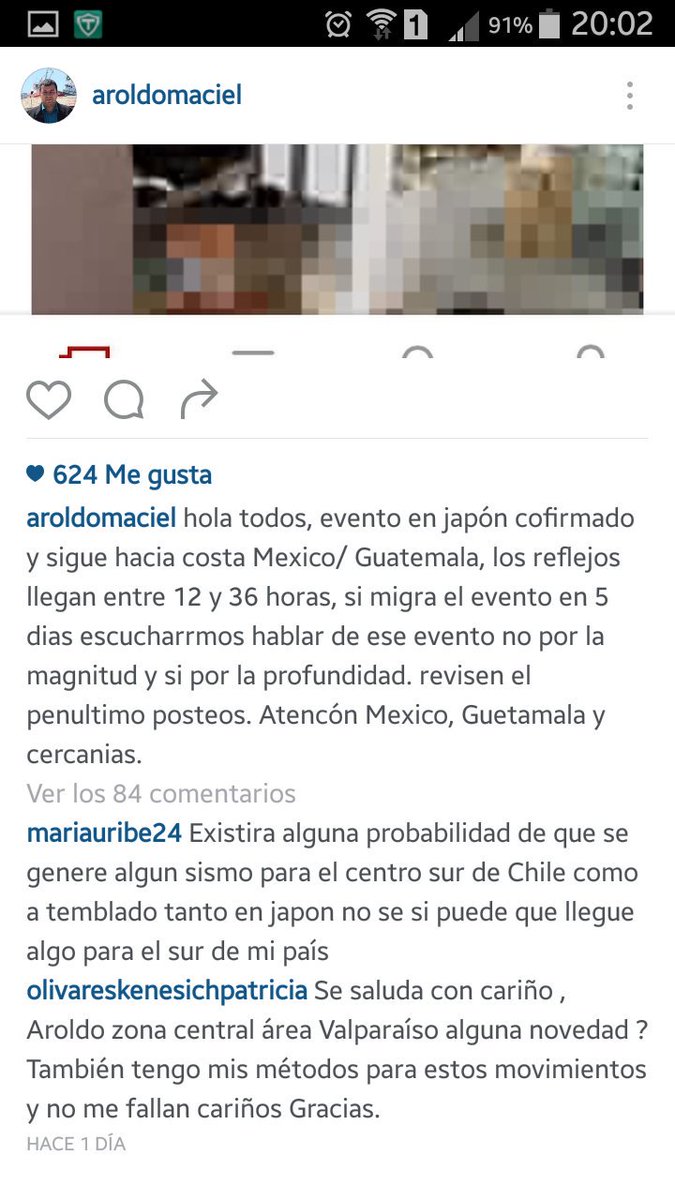 1 91% 20:02
aroldomaciel
624 Me gusta
aroldomaciel hola todos, evento en japón cofirmado
y sigue hacia costa Mexico/ Guatemala, los reflejos
llegan entre 12 y 36 horas, si migra el evento en 5
dias escucharrmos hablar de ese evento no por la
magnitud y si por la profundidad. revisen el
penultimo posteos. Atencón Mexico, Guetamala y
cercanias.
Ver los 84 comentarios
mariauribe24 Existira alguna probabilidad de que se
genere algun sismo para el centro sur de Chile como
a temblado tanto en japon no se si puede que llegue
algo para el sur de mi país
olivareskenesichpatricia Se saluda con cariño ,
Aroldo zona central área Valparaíso alguna novedad ?
También tengo mis métodos para estos movimientos
y no me fallan cariños Gracias.
HACE 1 DÍA